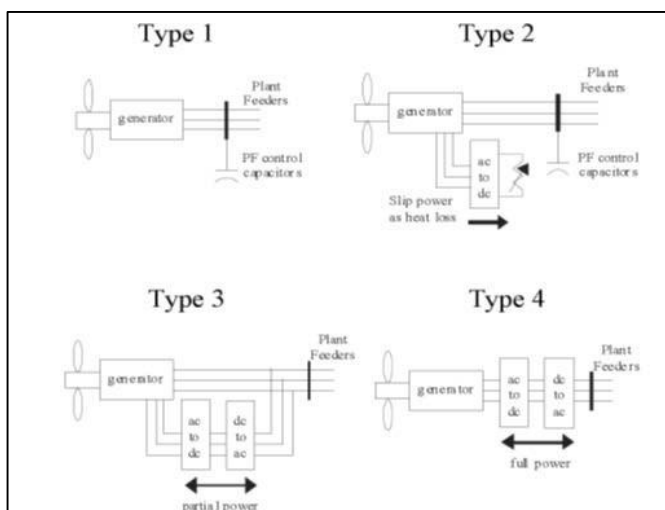 Type 1
Type 2
Plant
Feeders
generator
PF control
capacitors
Plant
Feeders
generator
ac
to
dc
PF control
capacitors
Slip power
as heat loss
Type 3
Type 4
Plant
Feeders
generator
ac
to
dc
dc
to
ac
partial power
Plant
Feeders
generator
ac
to
dc
dc
to
ac
full power